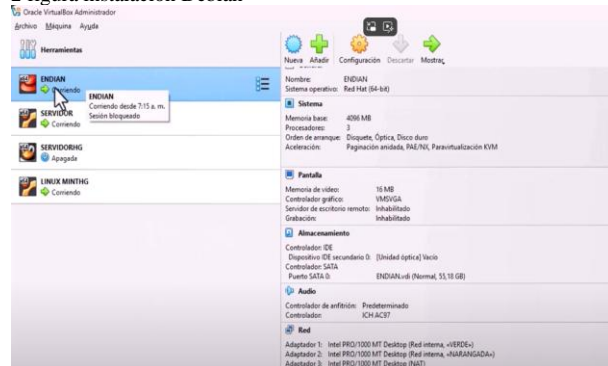 2 figura instalación Debian
Oracle VirtualBox Administrador
Archivo Máquina Ayuda
Herramientas
Nueva Añadir Configuración Descartar Mostrar
ENDIAN
Corriendo
ENDIAN
Corriendo desde 7:15 a. m.
Sesión bloqueado
SERVIDOR
Corriendo
SERVIDORHG
Apagada
LINUX MINTHG
Corriendo
General
Nombre: ENDIAN
Sistema operativo: Red Hat (64-bit)
Sistema
Memoria base: 4096 MB
Procesadores: 3
Orden de arranque: Disquete, Óptica, Disco duro
Aceleración: Paginación anidada, PAE/NX, Paravirtualización KVM
Pantalla
Memoria de vídeo: 16 MB
Controlador gráfico: VMSVGA
Servidor de escritorio remoto: Inhabilitado
Grabación: Inhabilitado
Almacenamiento
Controlador: IDE
Dispositivo IDE secundario 0: [Unidad óptica] Vacío
Controlador: SATA
Puerto SATA 0: ENDIAN.vdi (Normal, 55,18 GB)
Audio
Controlador de anfitrión: Predeterminado
Controlador: ICH AC97
Red
Adaptador 1: Intel PRO/1000 MT Desktop (Red interna, «VERDE»)
Adaptador 2: Intel PRO/1000 MT Desktop (Red interna, «NARANGADA»)
Adaptador 3: Intel PRO/1000 MT Desktop (NAT)